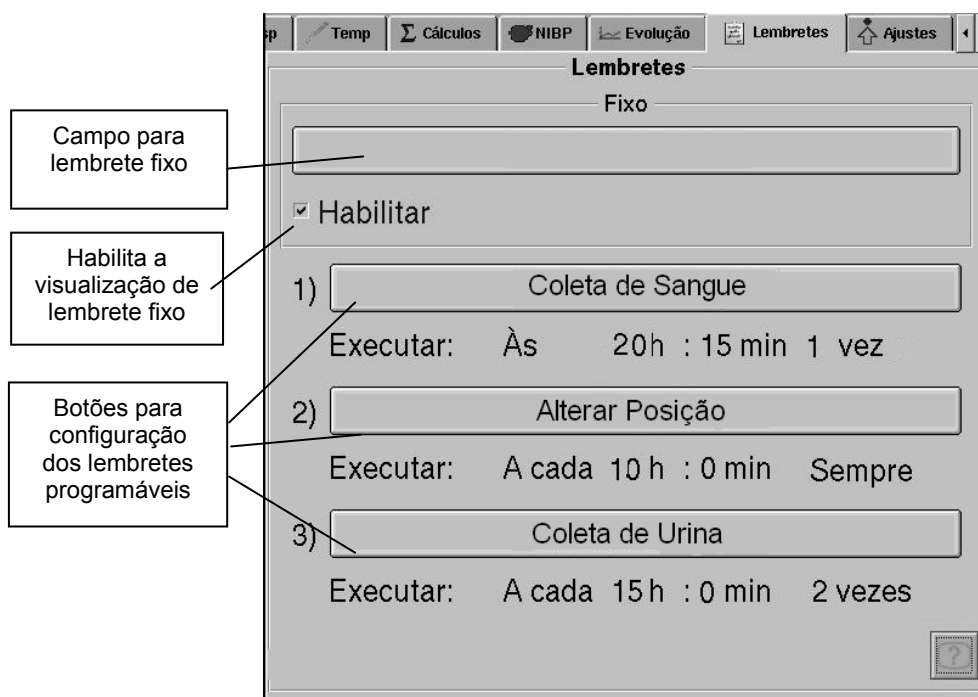 sp Temp Σ Cálculos NIBP Evolução Lembretes Ajustes
Lembretes
Fixo
Campo para
lembrete fixo
Habilitar
Habilita a
visualização de
lembrete fixo
1) Coleta de Sangue
Executar: Às 20h : 15 min 1 vez
Botões para
configuração
dos lembretes
programáveis
2) Alterar Posição
Executar: A cada 10 h : 0 min Sempre
3) Coleta de Urina
Executar: A cada 15 h : 0 min 2 vezes
?